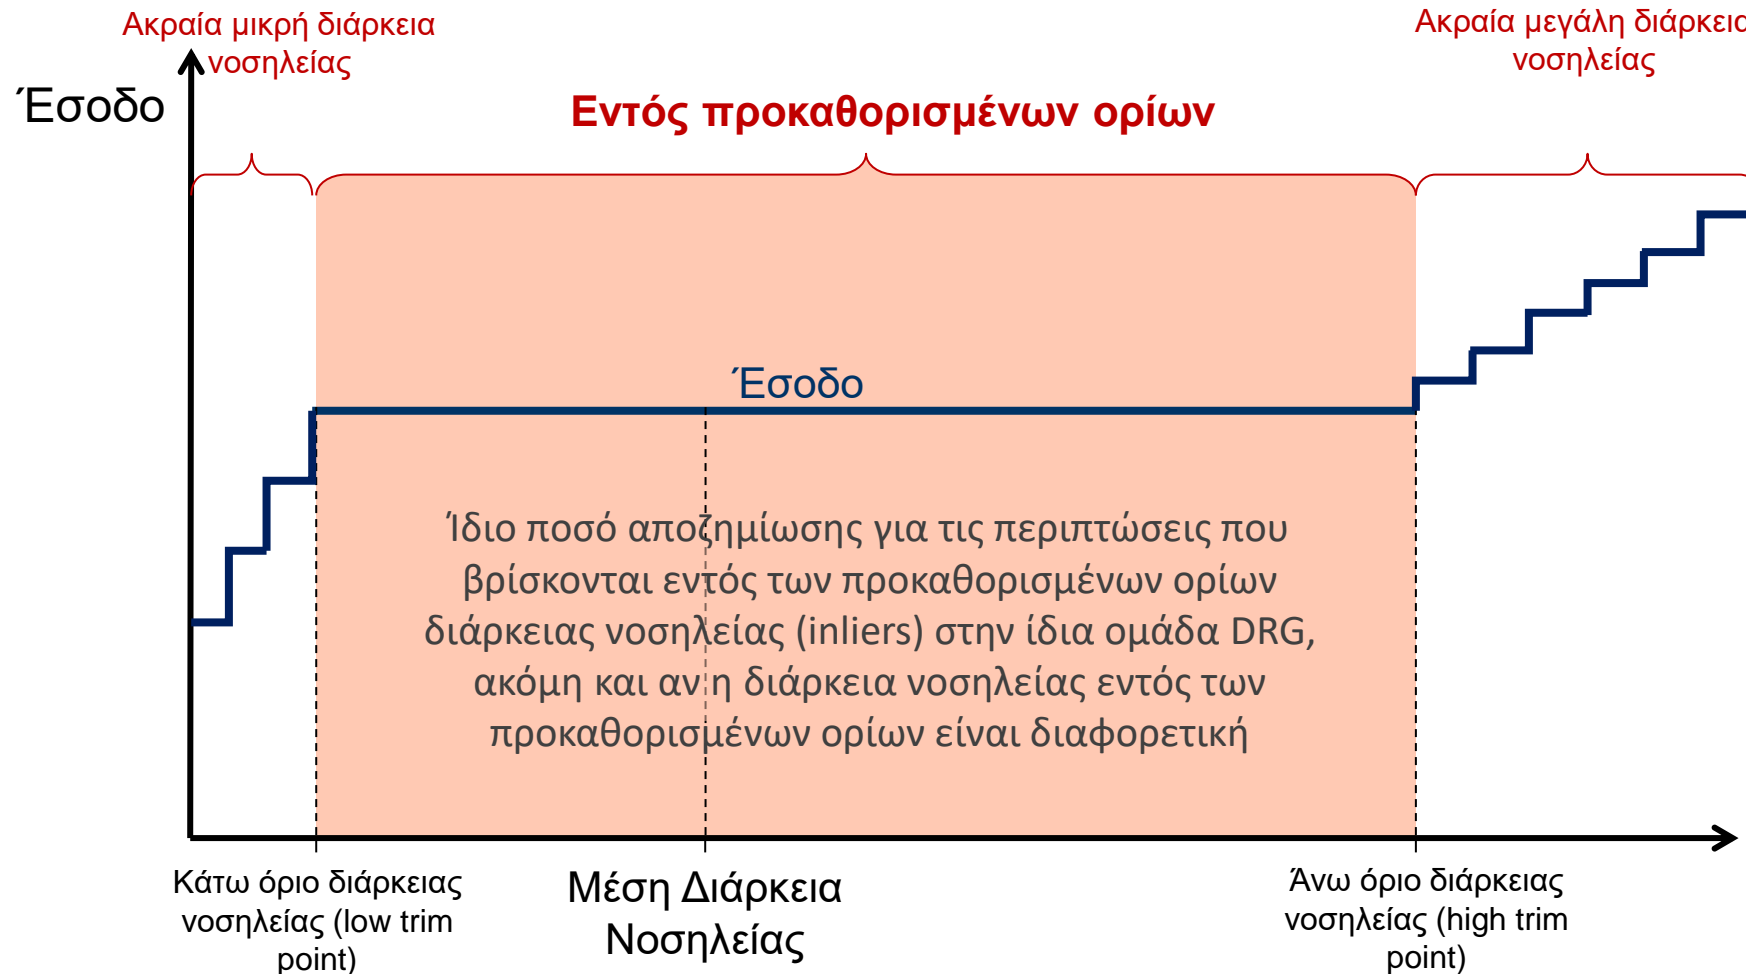 Ακραία μικρή διάρκεια
νοσηλείας
Ακραία μεγάλη διάρκεια
νοσηλείας
Έσοδο
Εντός προκαθορισμένων ορίων
Έσοδο
Ίδιο ποσό αποζημίωσης για τις περιπτώσεις που
βρίσκονται εντός των προκαθορισμένων ορίων
διάρκειας νοσηλείας (inliers) στην ίδια ομάδα DRG,
ακόμη και αν η διάρκεια νοσηλείας εντός των
προκαθορισμένων ορίων είναι διαφορετική
Κάτω όριο διάρκειας
νοσηλείας (low trim
point)
Μέση Διάρκεια
Νοσηλείας
Άνω όριο διάρκειας
νοσηλείας (high trim
point)